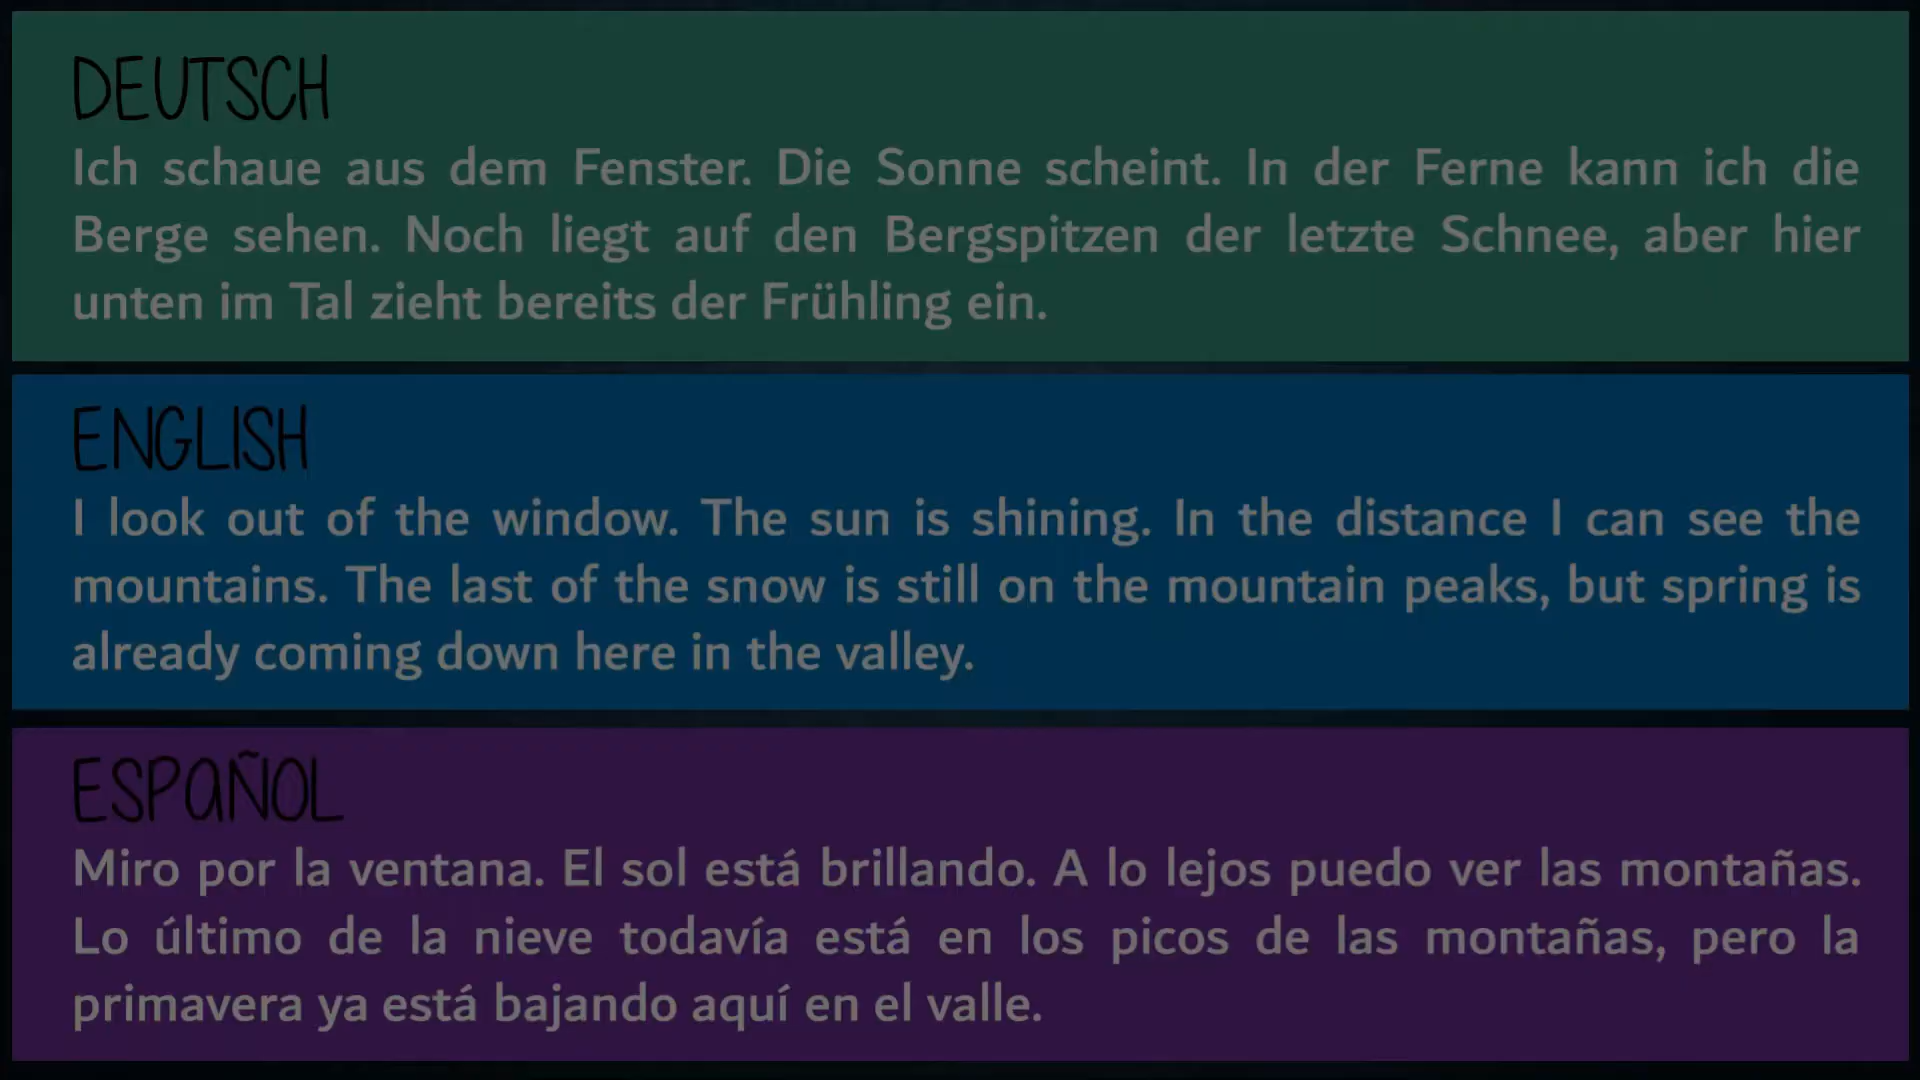 DEUTSCH
Ich schaue aus dem Fenster. Die Sonne scheint. In der Ferne kann ich die
Berge sehen. Noch liegt auf den Bergspitzen der letzte Schnee, aber hier
unten im Tal zieht bereits der Frühling ein.
ENGLISH
I look out of the window. The sun is shining. In the distance I can see the
mountains. The last of the snow is still on the mountain peaks, but spring is
already coming down here in the valley.
ESPAÑOL
Miro por la ventana. El sol está brillando. A lo lejos puedo ver las montañas.
Lo último de la nieve todavía está en los picos de las montañas, pero la
primavera ya está bajando aquí en el valle.